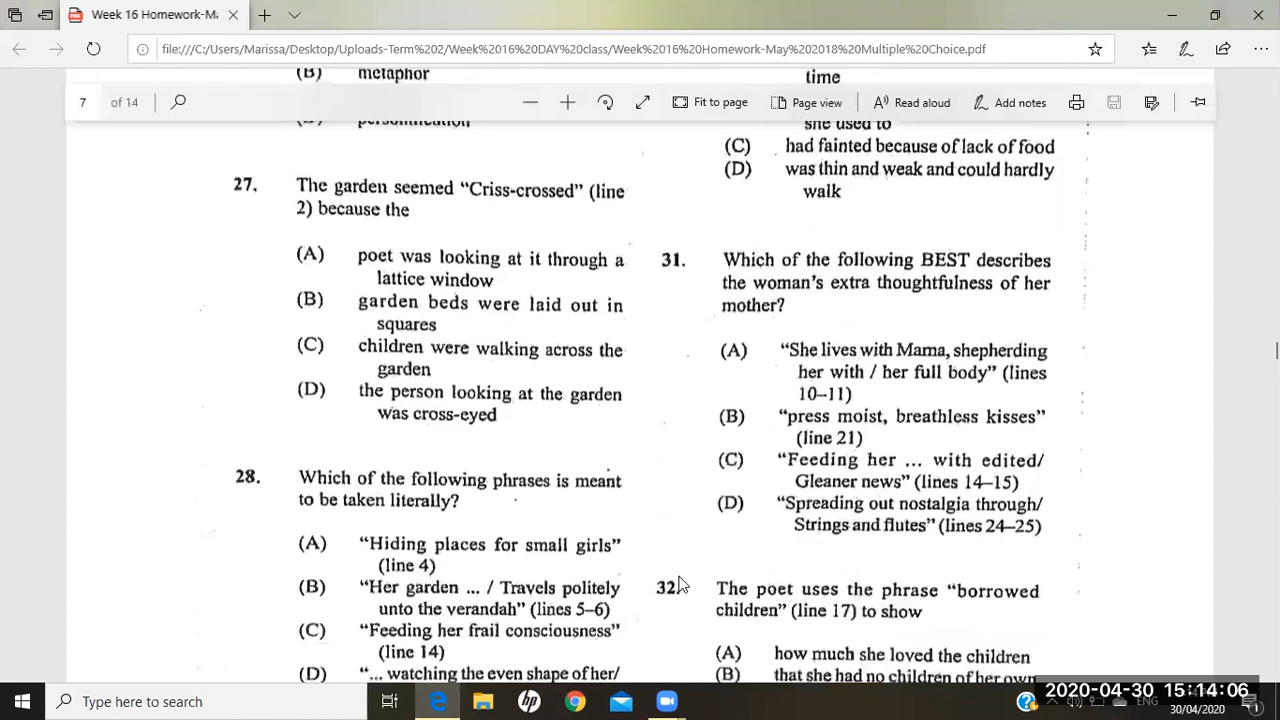 Week 16 Homework-Ma
file:///C:/Users/Marissa/Desktop/Uploads-Term%202/Week%2016%20DAY%20class/Week%2016%20Homework-May%202018%20Multiple%20Choice.pdf
7 of 14
Fit to page
Page view
Read aloud
Add notes
(B) metaphor
personification
27. The garden seemed “Criss-crossed” (line
2) because the
(A) poet was looking at it through a
lattice window
(B) garden beds were laid out in
squares
(C) children were walking across the
garden
(D) the person looking at the garden
was cross-eyed
28. Which of the following phrases is meant
to be taken literally?
(A) “Hiding places for small girls”
(line 4)
(B) “Her garden ... / Travels politely
unto the verandah” (lines 5–6)
(C) “Feeding her frail consciousness”
(line 14)
(D) “... watching the even shape of her/
time
she used to
(C) had fainted because of lack of food
(D) was thin and weak and could hardly
walk
31. Which of the following BEST describes
the woman's extra thoughtfulness of her
mother?
(A) “She lives with Mama, shepherding
her with / her full body” (lines
10–11)
(B) “press moist, breathless kisses”
(line 21)
(C) “Feeding her ... with edited/
Gleaner news” (lines 14–15)
(D) “Spreading out nostalgia through/
Strings and flutes” (lines 24–25)
32. The poet uses the phrase “borrowed
children” (line 17) to show
(A) how much she loved the children
(B) that she had no children of her own
Type here to search
ENG
2020-04-30 15:14:06
30/04/2020